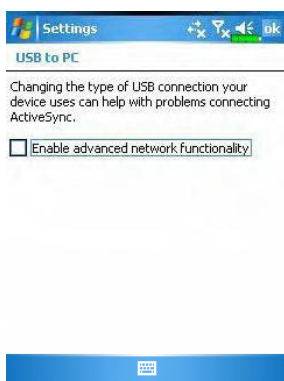 Settings
ok
USB to PC
Changing the type of USB connection your
device uses can help with problems connecting
ActiveSync.
Enable advanced network functionality